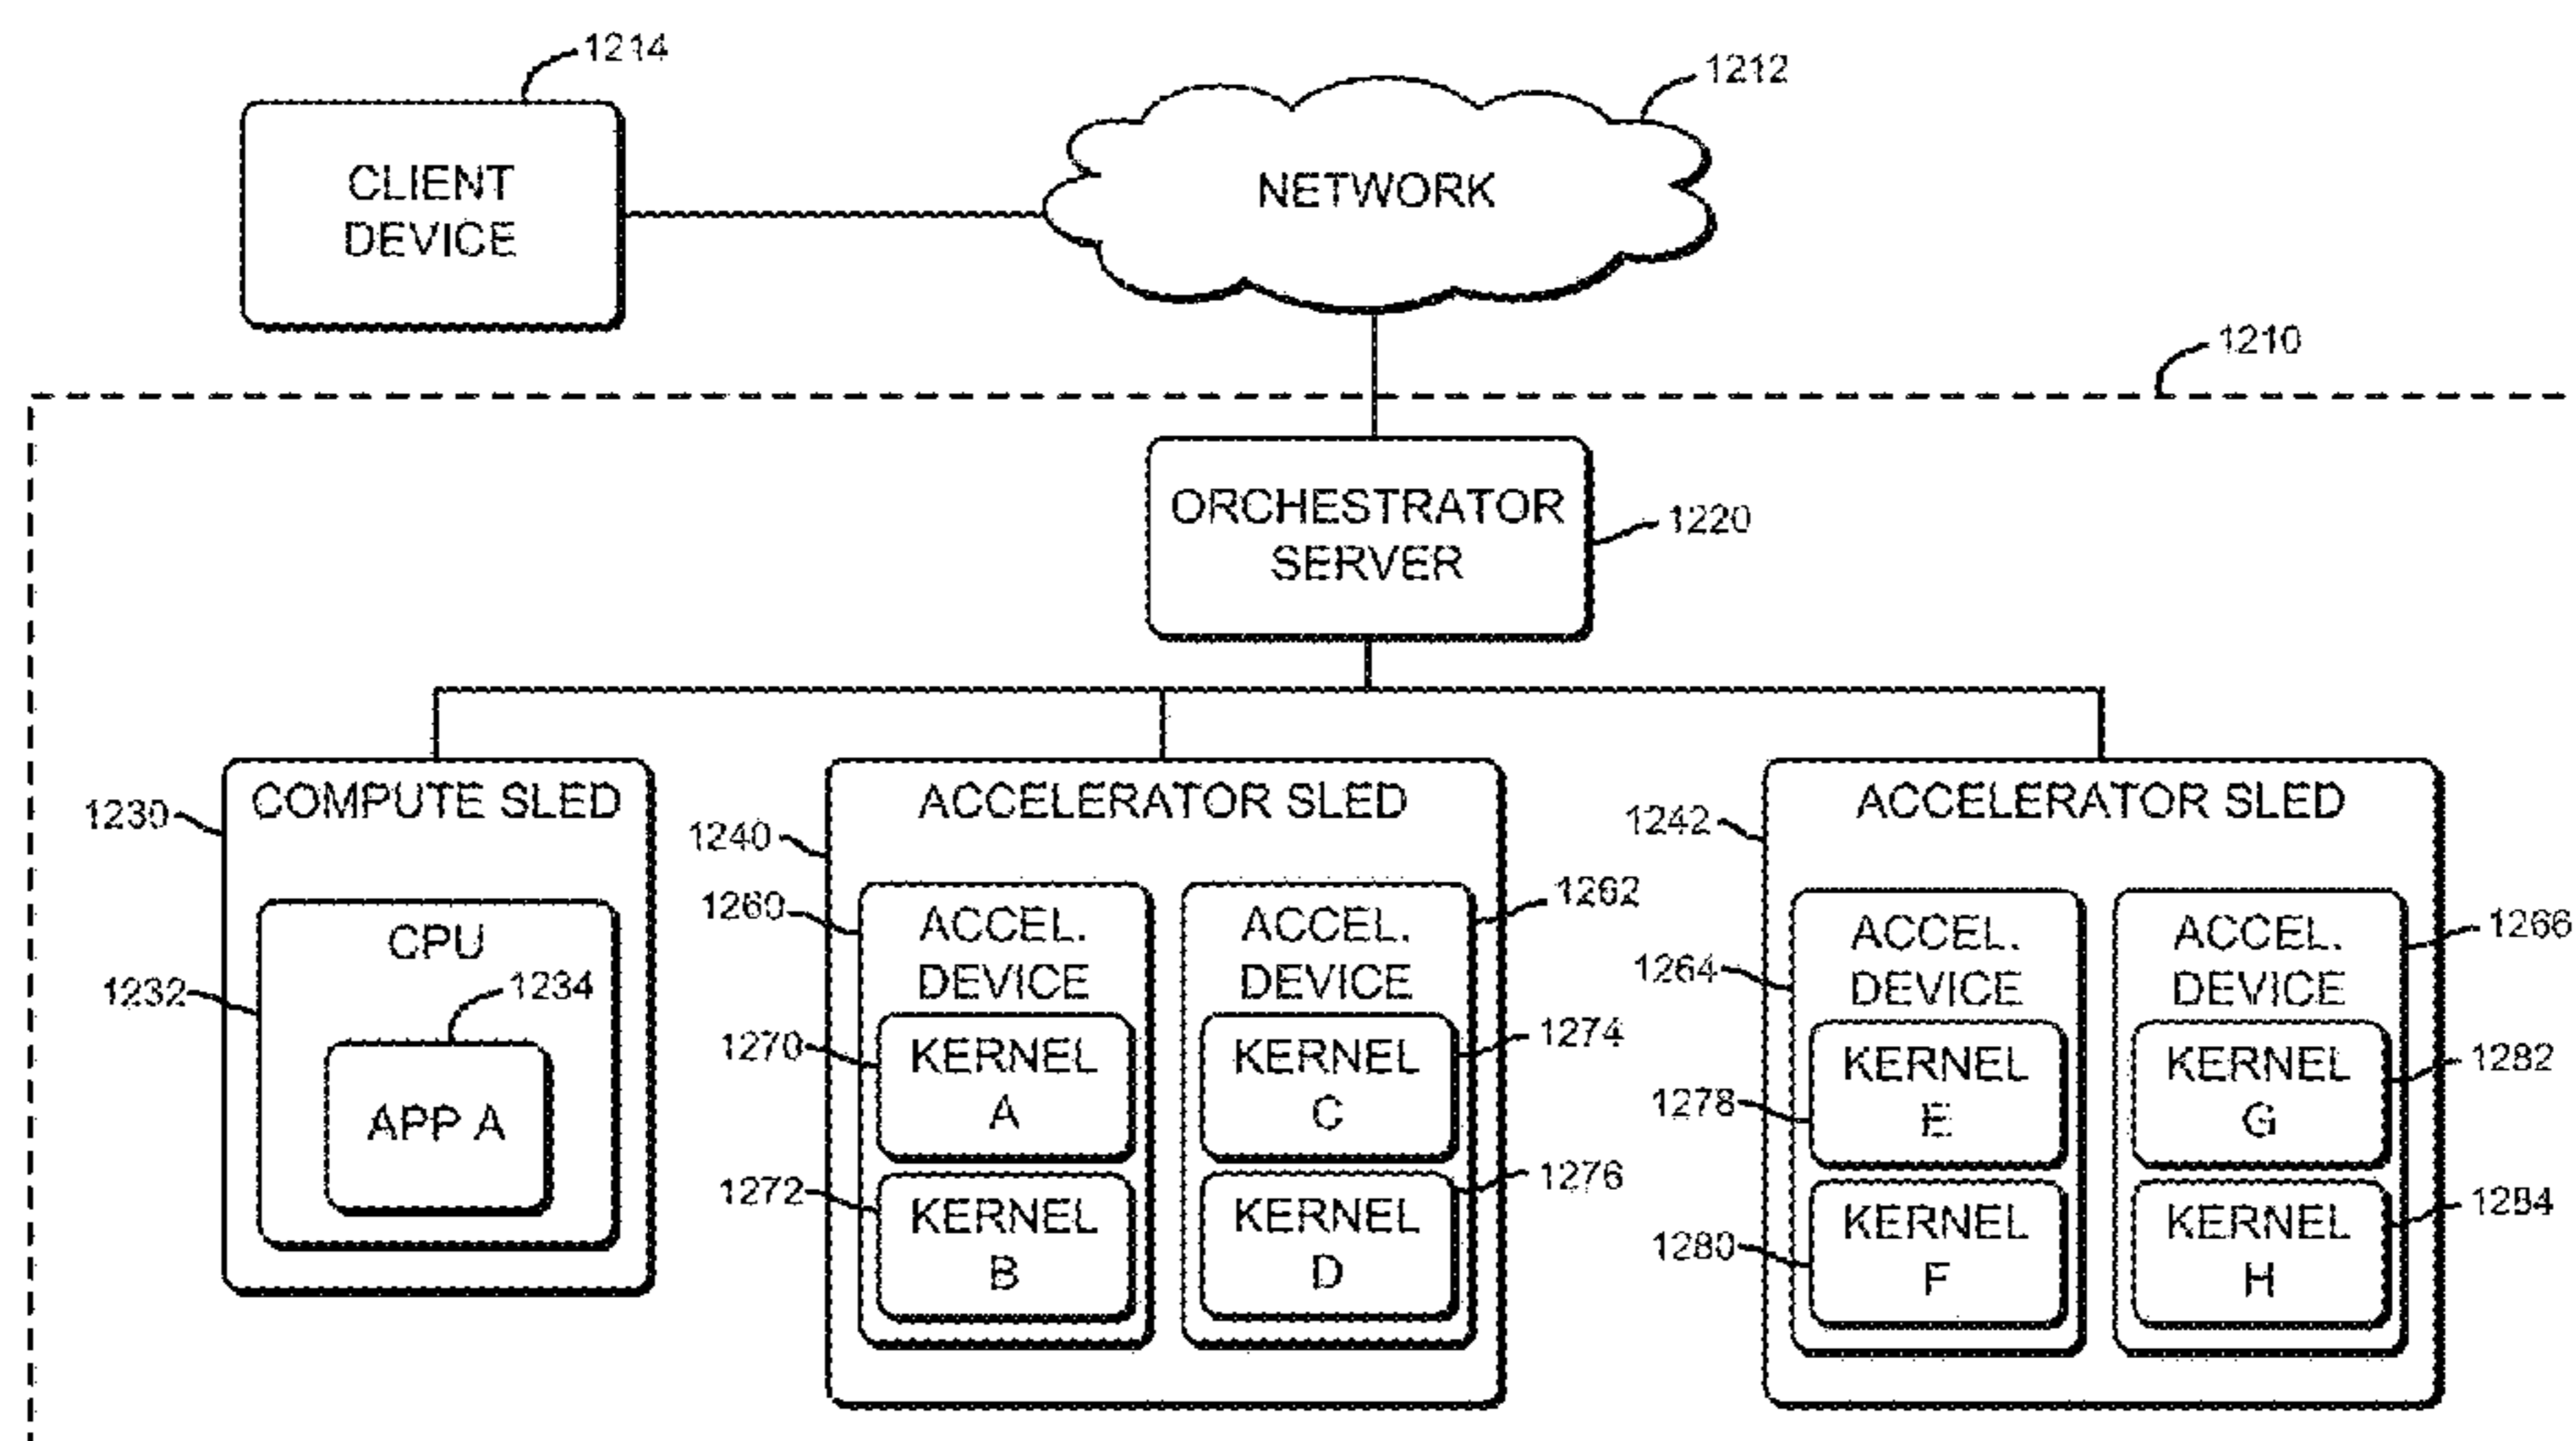 1214
CLIENT
DEVICE
1212
NETWORK
1210
ORCHESTRATOR
SERVER
1220
1230
COMPUTE SLED
1232
CPU
1234
APP A
1240
ACCELERATOR SLED
1260
ACCEL.
DEVICE
1270
KERNEL
A
1272
KERNEL
B
1262
ACCEL.
DEVICE
1274
KERNEL
C
1276
KERNEL
D
1242
ACCELERATOR SLED
1264
ACCEL.
DEVICE
1278
KERNEL
E
1280
KERNEL
F
1266
ACCEL.
DEVICE
1282
KERNEL
G
1284
KERNEL
H